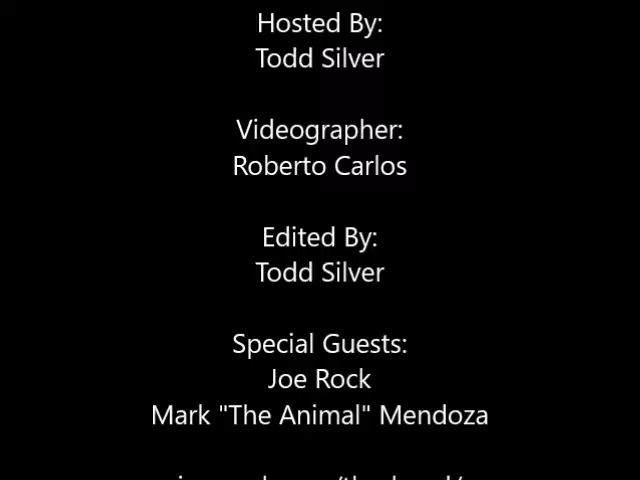 Hosted By:
Todd Silver
Videographer:
Roberto Carlos
Edited By:
Todd Silver
Special Guests:
Joe Rock
Mark "The Animal" Mendoza